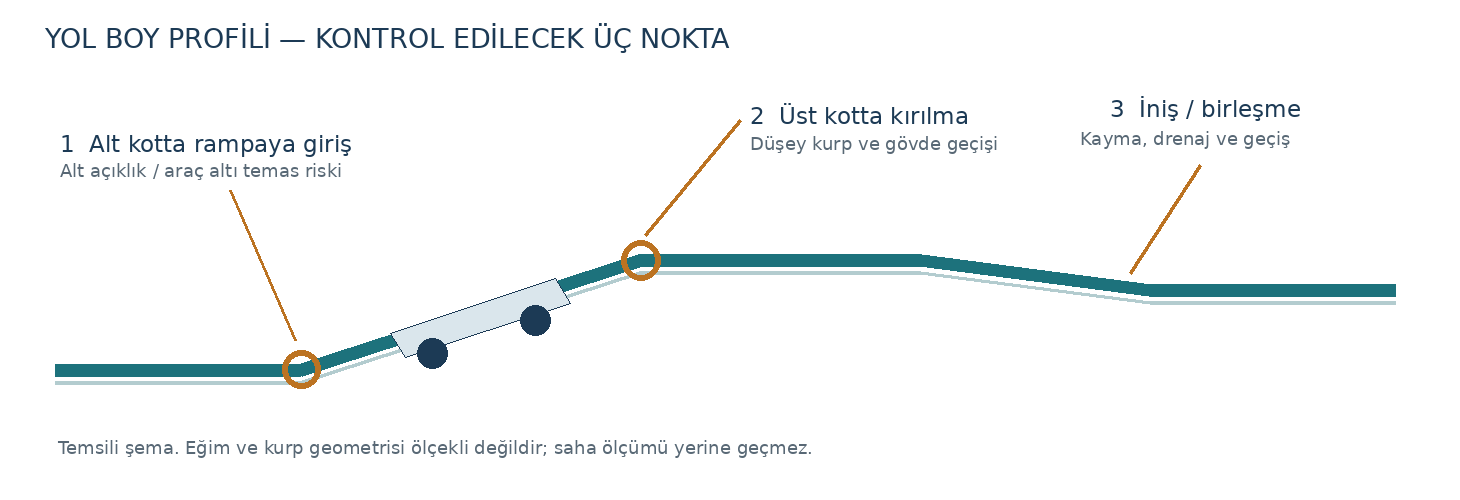 YOL BOY PROFİLİ — KONTROL EDİLECEK ÜÇ NOKTA
1 Alt kotta rampaya giriş
Alt açıklık / araç altı temas riski
2 Üst kotta kırılma
Düşey kurp ve gövde geçişi
3 İniş / birleşme
Kayma, drenaj ve geçiş
Temsili şema. Eğim ve kurp geometrisi ölçekli değildir; saha ölçümü yerine geçmez.